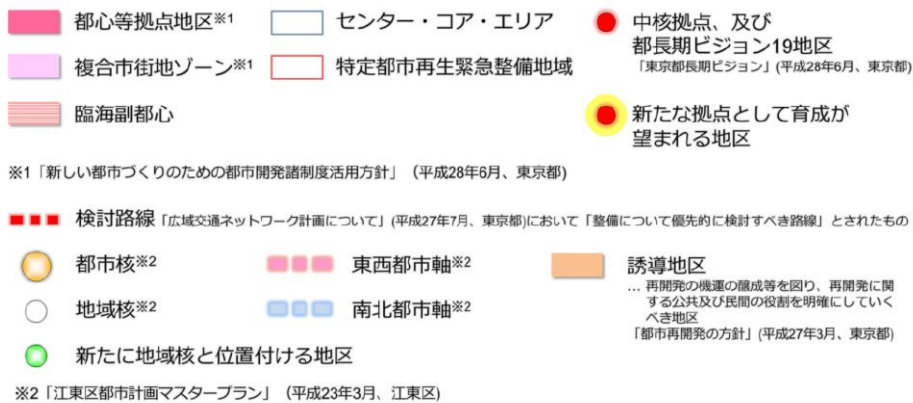 都心等拠点地区※1
センター・コア・エリア
中核拠点、及び
都長期ビジョン19地区
「東京都長期ビジョン」(平成28年6月、東京都)
複合市街地ゾーン※1
特定都市再生緊急整備地域
臨海副都心
新たな拠点として育成が
望まれる地区
※1「新しい都市づくりのための都市開発諸制度活用方針」（平成28年6月、東京都)
検討路線「広域交通ネットワーク計画について」(平成27年7月、東京都)において「整備について優先的に検討すべき路線」とされたもの
都市核※2
東西都市軸※2
誘導地区
… 再開発の機運の醸成等を図り、再開発に関
する公共及び民間の役割を明確にしていく
べき地区
「都市再開発の方針」(平成27年3月、東京都)
地域核※2
南北都市軸※2
新たに地域核と位置付ける地区
※2「江東区都市計画マスタープラン」（平成23年3月、江東区)